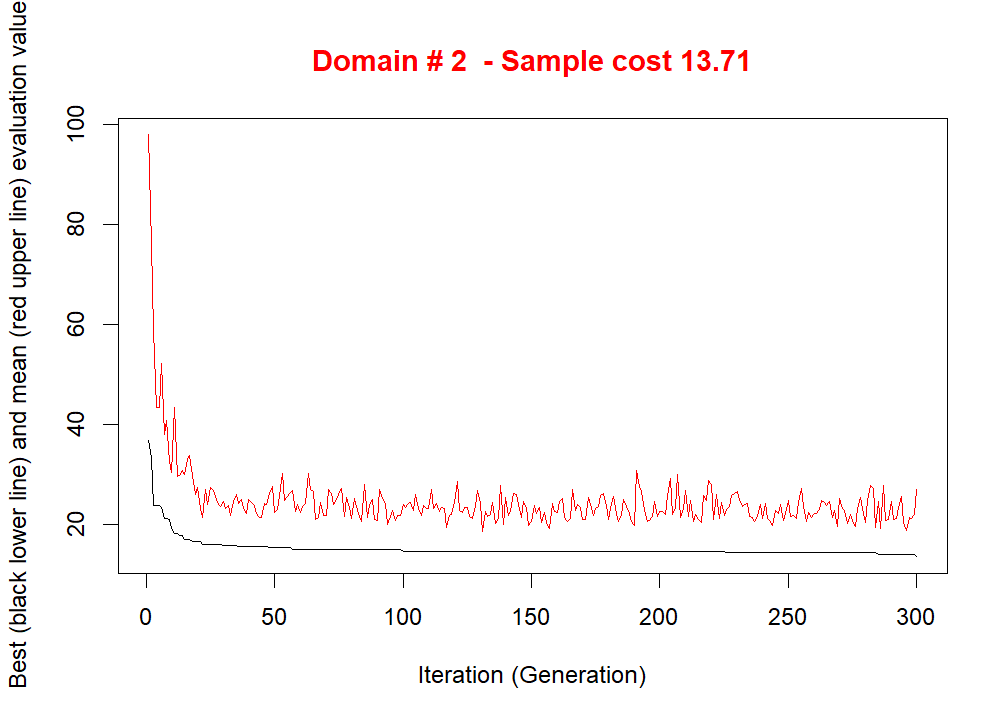 Domain # 2  - Sample cost 13.71
Best (black lower line) and mean (red upper line) evaluation value
100
80
60
40
20
0 50 100 150 200 250 300
Iteration (Generation)